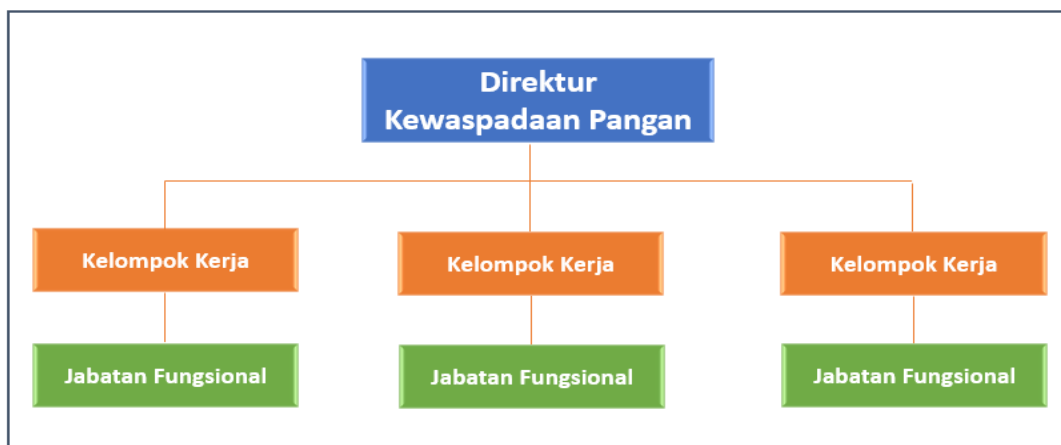 Direktur
Kewaspadaan Pangan
Kelompok Kerja
Kelompok Kerja
Kelompok Kerja
Jabatan Fungsional
Jabatan Fungsional
Jabatan Fungsional